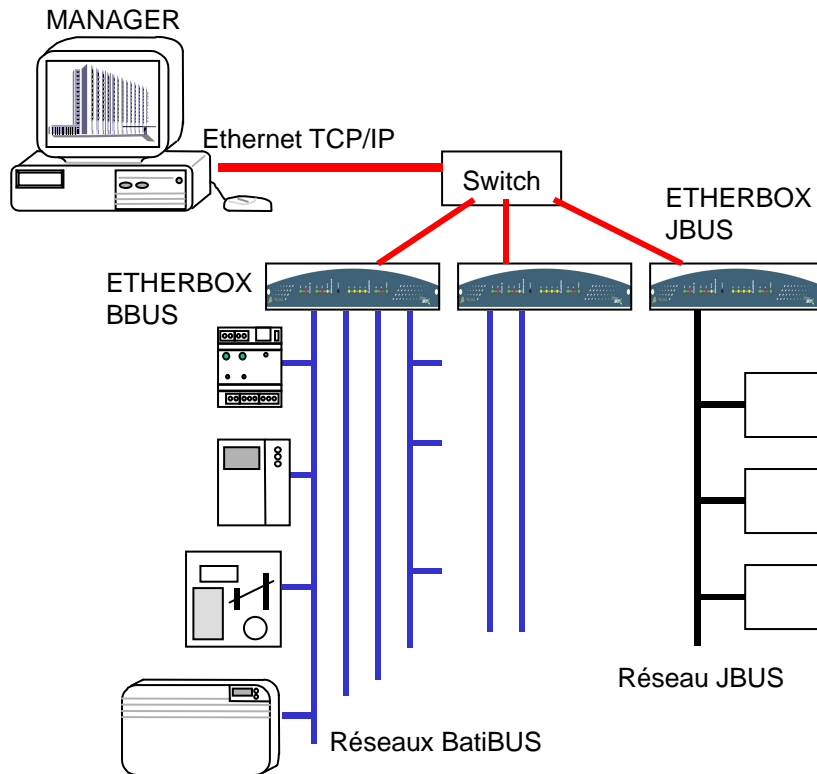 MANAGER
Ethernet TCP/IP
Switch
ETHERBOX
JBUS
ETHERBOX
BBUS
Réseau JBUS
Réseaux BatiBUS